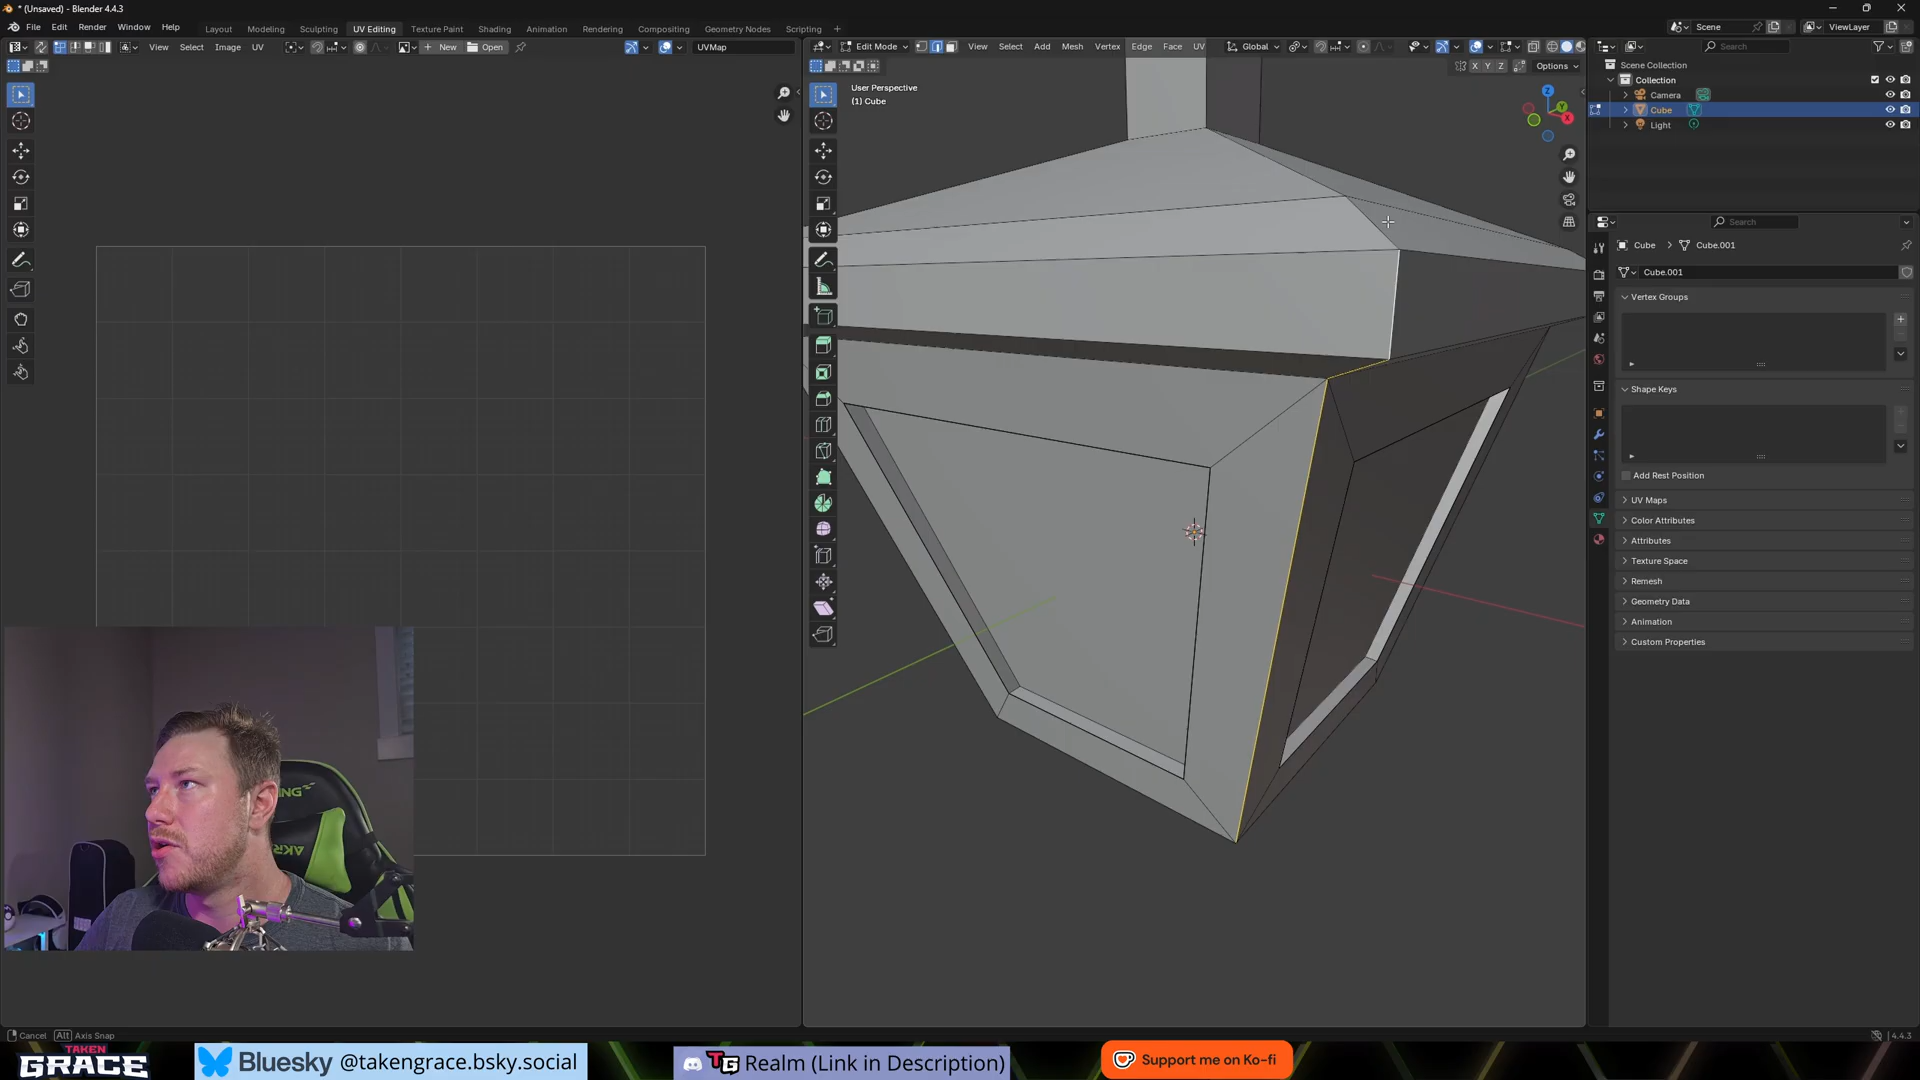 * (Unsaved) - Blender 4.4.3
File Edit Render Window Help
Layout Modeling Sculpting UV Editing Texture Paint Shading Animation Rendering Compositing Geometry Nodes Scripting +
Scene
ViewLayer
View Select Image UV
New
Open
UVMap
Edit Mode View Select Add Mesh Vertex Edge Face UV
Global
X Y Z
Options
Search
User Perspective
(1) Cube
Z
Y
X
Scene Collection
Collection
Camera
Cube
Light
Search
Cube
Cube.001
Cube.001
Vertex Groups
Shape Keys
Add Rest Position
UV Maps
Color Attributes
Attributes
Texture Space
Remesh
Geometry Data
Animation
Custom Properties
Cancel Alt Axis Snap
4.4.3
TAKEN
GRACE
Bluesky @takengrace.bsky.social
TG Realm (Link in Description)
Support me on Ko-fi